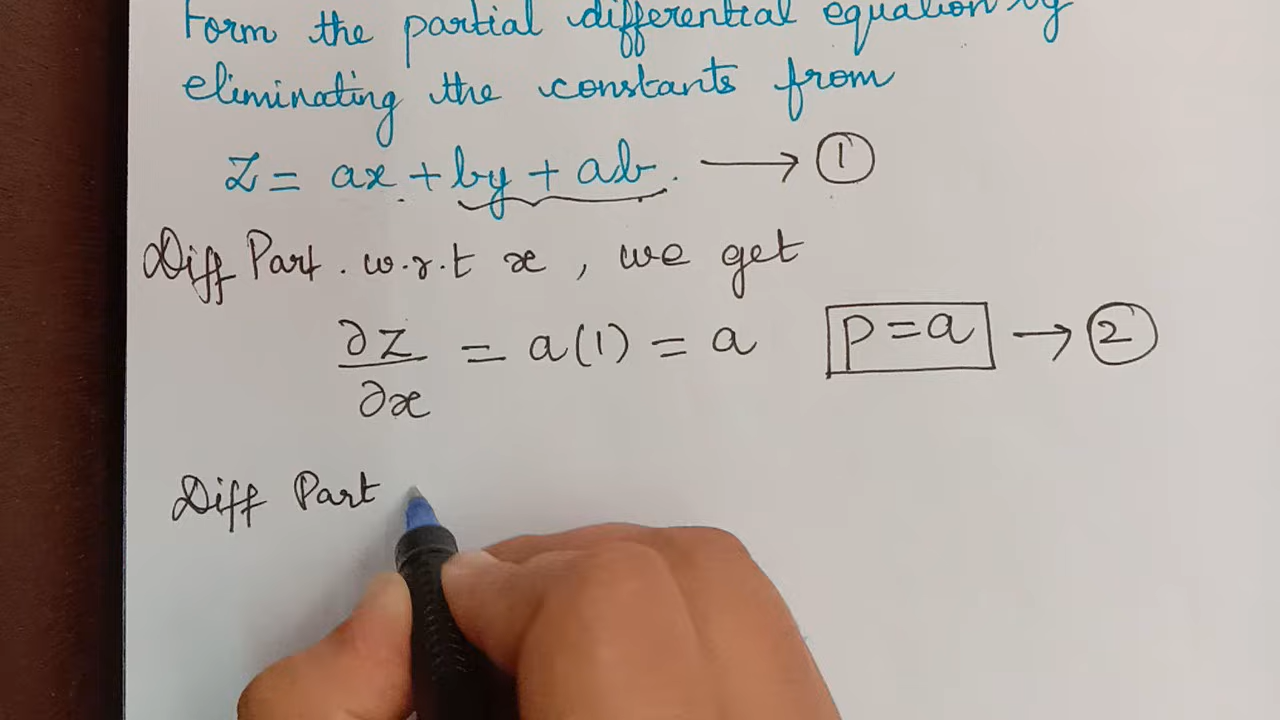 Form the partial differential equation by
eliminating the constants from
Z = ax + by + ab. → ①
Diff Part. w.r.t x, we get
∂Z/∂x = a(1) = a P = a → ②
Diff Part